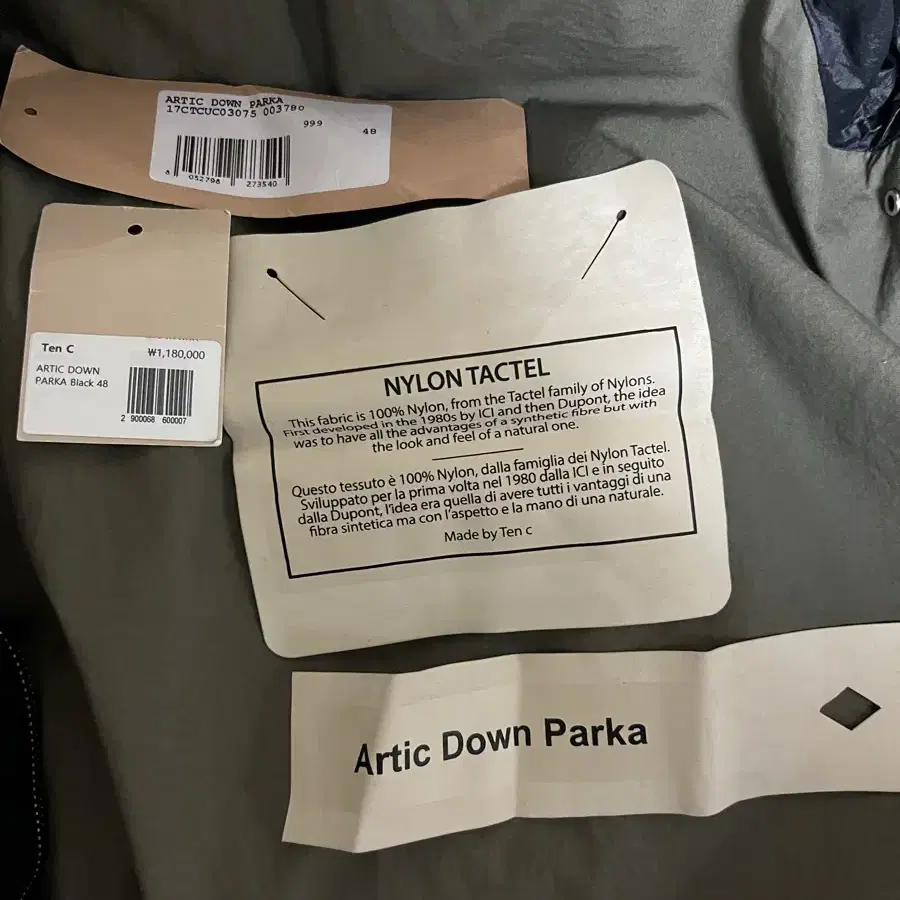 ARTIC DOWN PARKA
17CTCUC03075 003780
999 48
8 052798 273540
Ten C
₩1,180,000
ARTIC DOWN
PARKA Black 48
2 900068 600007
NYLON TACTEL
This fabric is 100% Nylon, from the Tactel family of Nylons.
First developed in the 1980s by ICI and then Dupont, the idea
was to have all the advantages of a synthetic fibre but with
the look and feel of a natural one.
Questo tessuto è 100% Nylon, dalla famiglia dei Nylon Tactel.
Sviluppato per la prima volta nel 1980 dalla ICI e in seguito
dalla Dupont, l'idea era quella di avere tutti i vantaggi di una
fibra sintetica ma con l'aspetto e la mano di una naturale.
Made by Ten c
Artic Down Parka